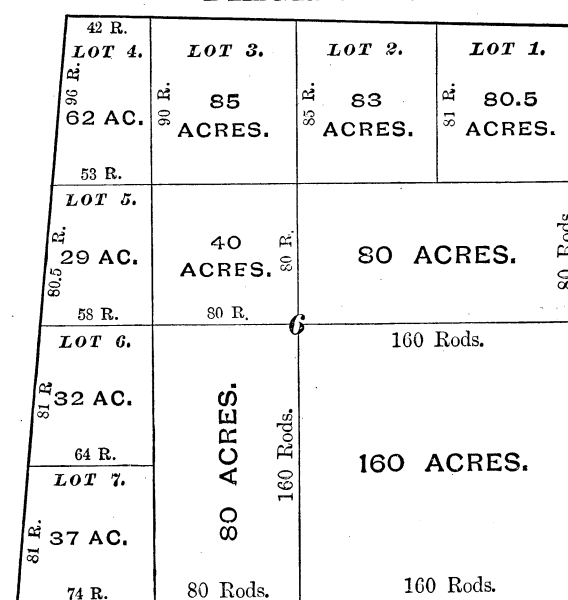 42 R.
LOT 4.
96 R.
62 AC.
53 R.
LOT 3.
90 R.
85
ACRES.
LOT 2.
85 R.
83
ACRES.
LOT 1.
81 R.
80.5
ACRES.
LOT 5.
80.5 R.
29 AC.
58 R.
40
ACRES.
80 R.
80 R.
80 ACRES.
80 Rods
6
160 Rods.
LOT 6.
81 R
32 AC.
64 R.
80 ACRES.
160 Rods.
80 Rods.
160 ACRES.
160 Rods.
LOT 7.
81 R.
37 AC.
74 R.